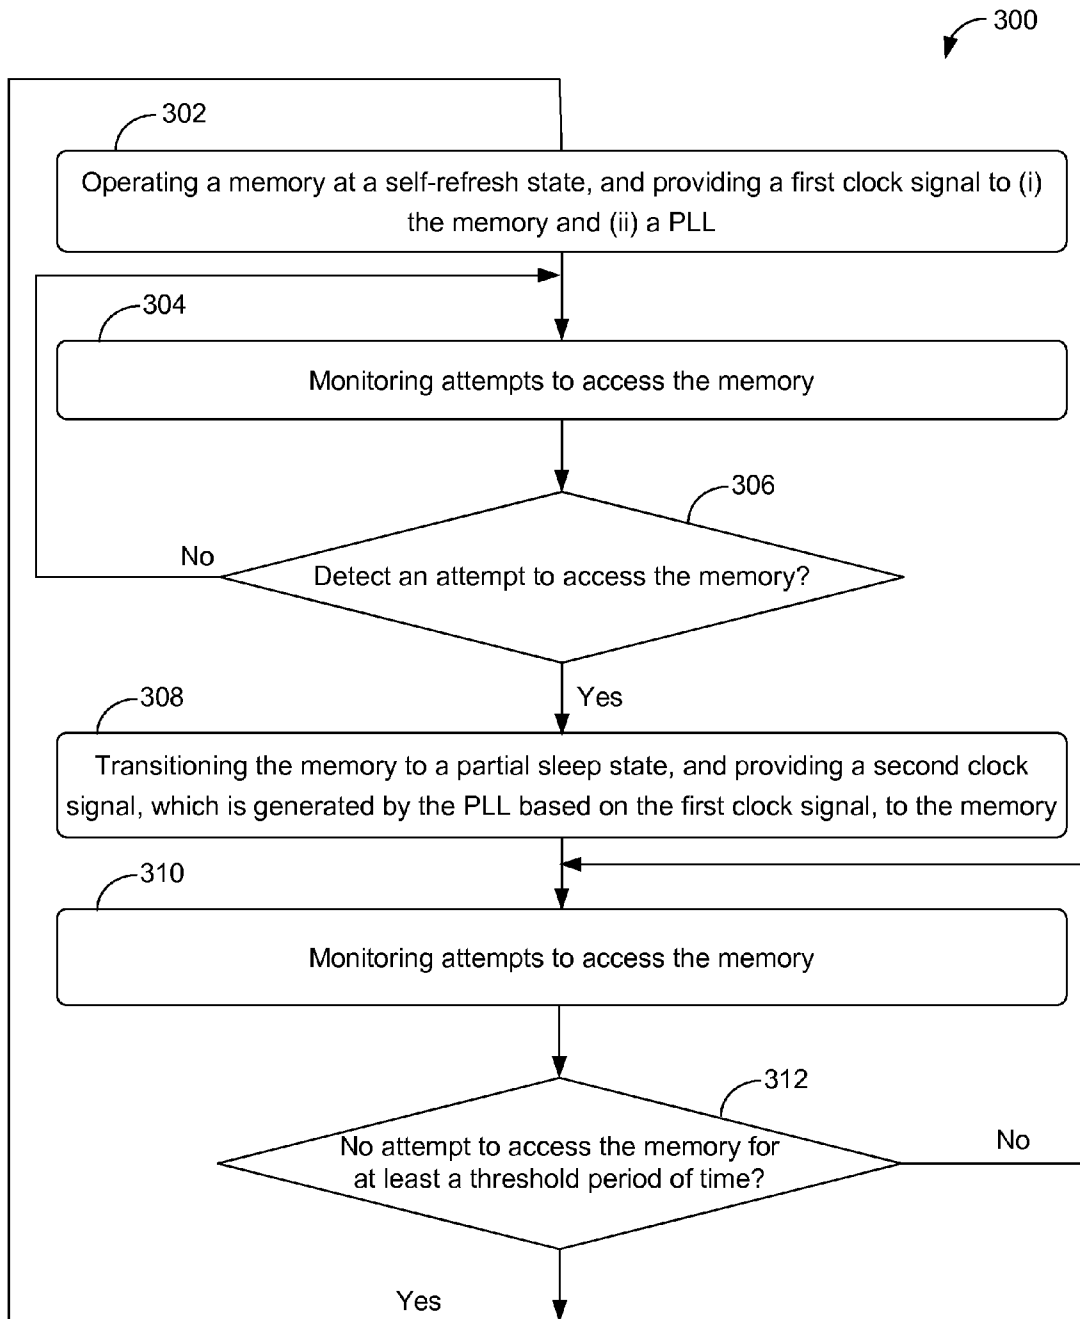 300
302
Operating a memory at a self-refresh state, and providing a first clock signal to (i)
the memory and (ii) a PLL
304
Monitoring attempts to access the memory
306
No
Detect an attempt to access the memory?
Yes
308
Transitioning the memory to a partial sleep state, and providing a second clock
signal, which is generated by the PLL based on the first clock signal, to the memory
310
Monitoring attempts to access the memory
312
No attempt to access the memory for
at least a threshold period of time?
No
Yes